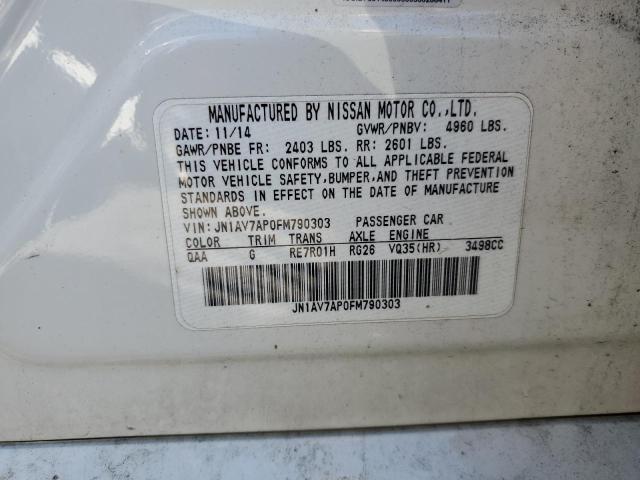 MANUFACTURED BY NISSAN MOTOR CO.,LTD.
DATE: 11/14 GVWR/PNBV: 4960 LBS.
GAWR/PNBE FR: 2403 LBS. RR: 2601 LBS.
THIS VEHICLE CONFORMS TO ALL APPLICABLE FEDERAL
MOTOR VEHICLE SAFETY,BUMPER,AND THEFT PREVENTION
STANDARDS IN EFFECT ON THE DATE OF MANUFACTURE
SHOWN ABOVE.
VIN: JN1AV7AP0FM790303 PASSENGER CAR
COLOR TRIM TRANS AXLE ENGINE
QAA G RE7R01H RG26 VQ35(HR) 3498CC
JN1AV7AP0FM790303